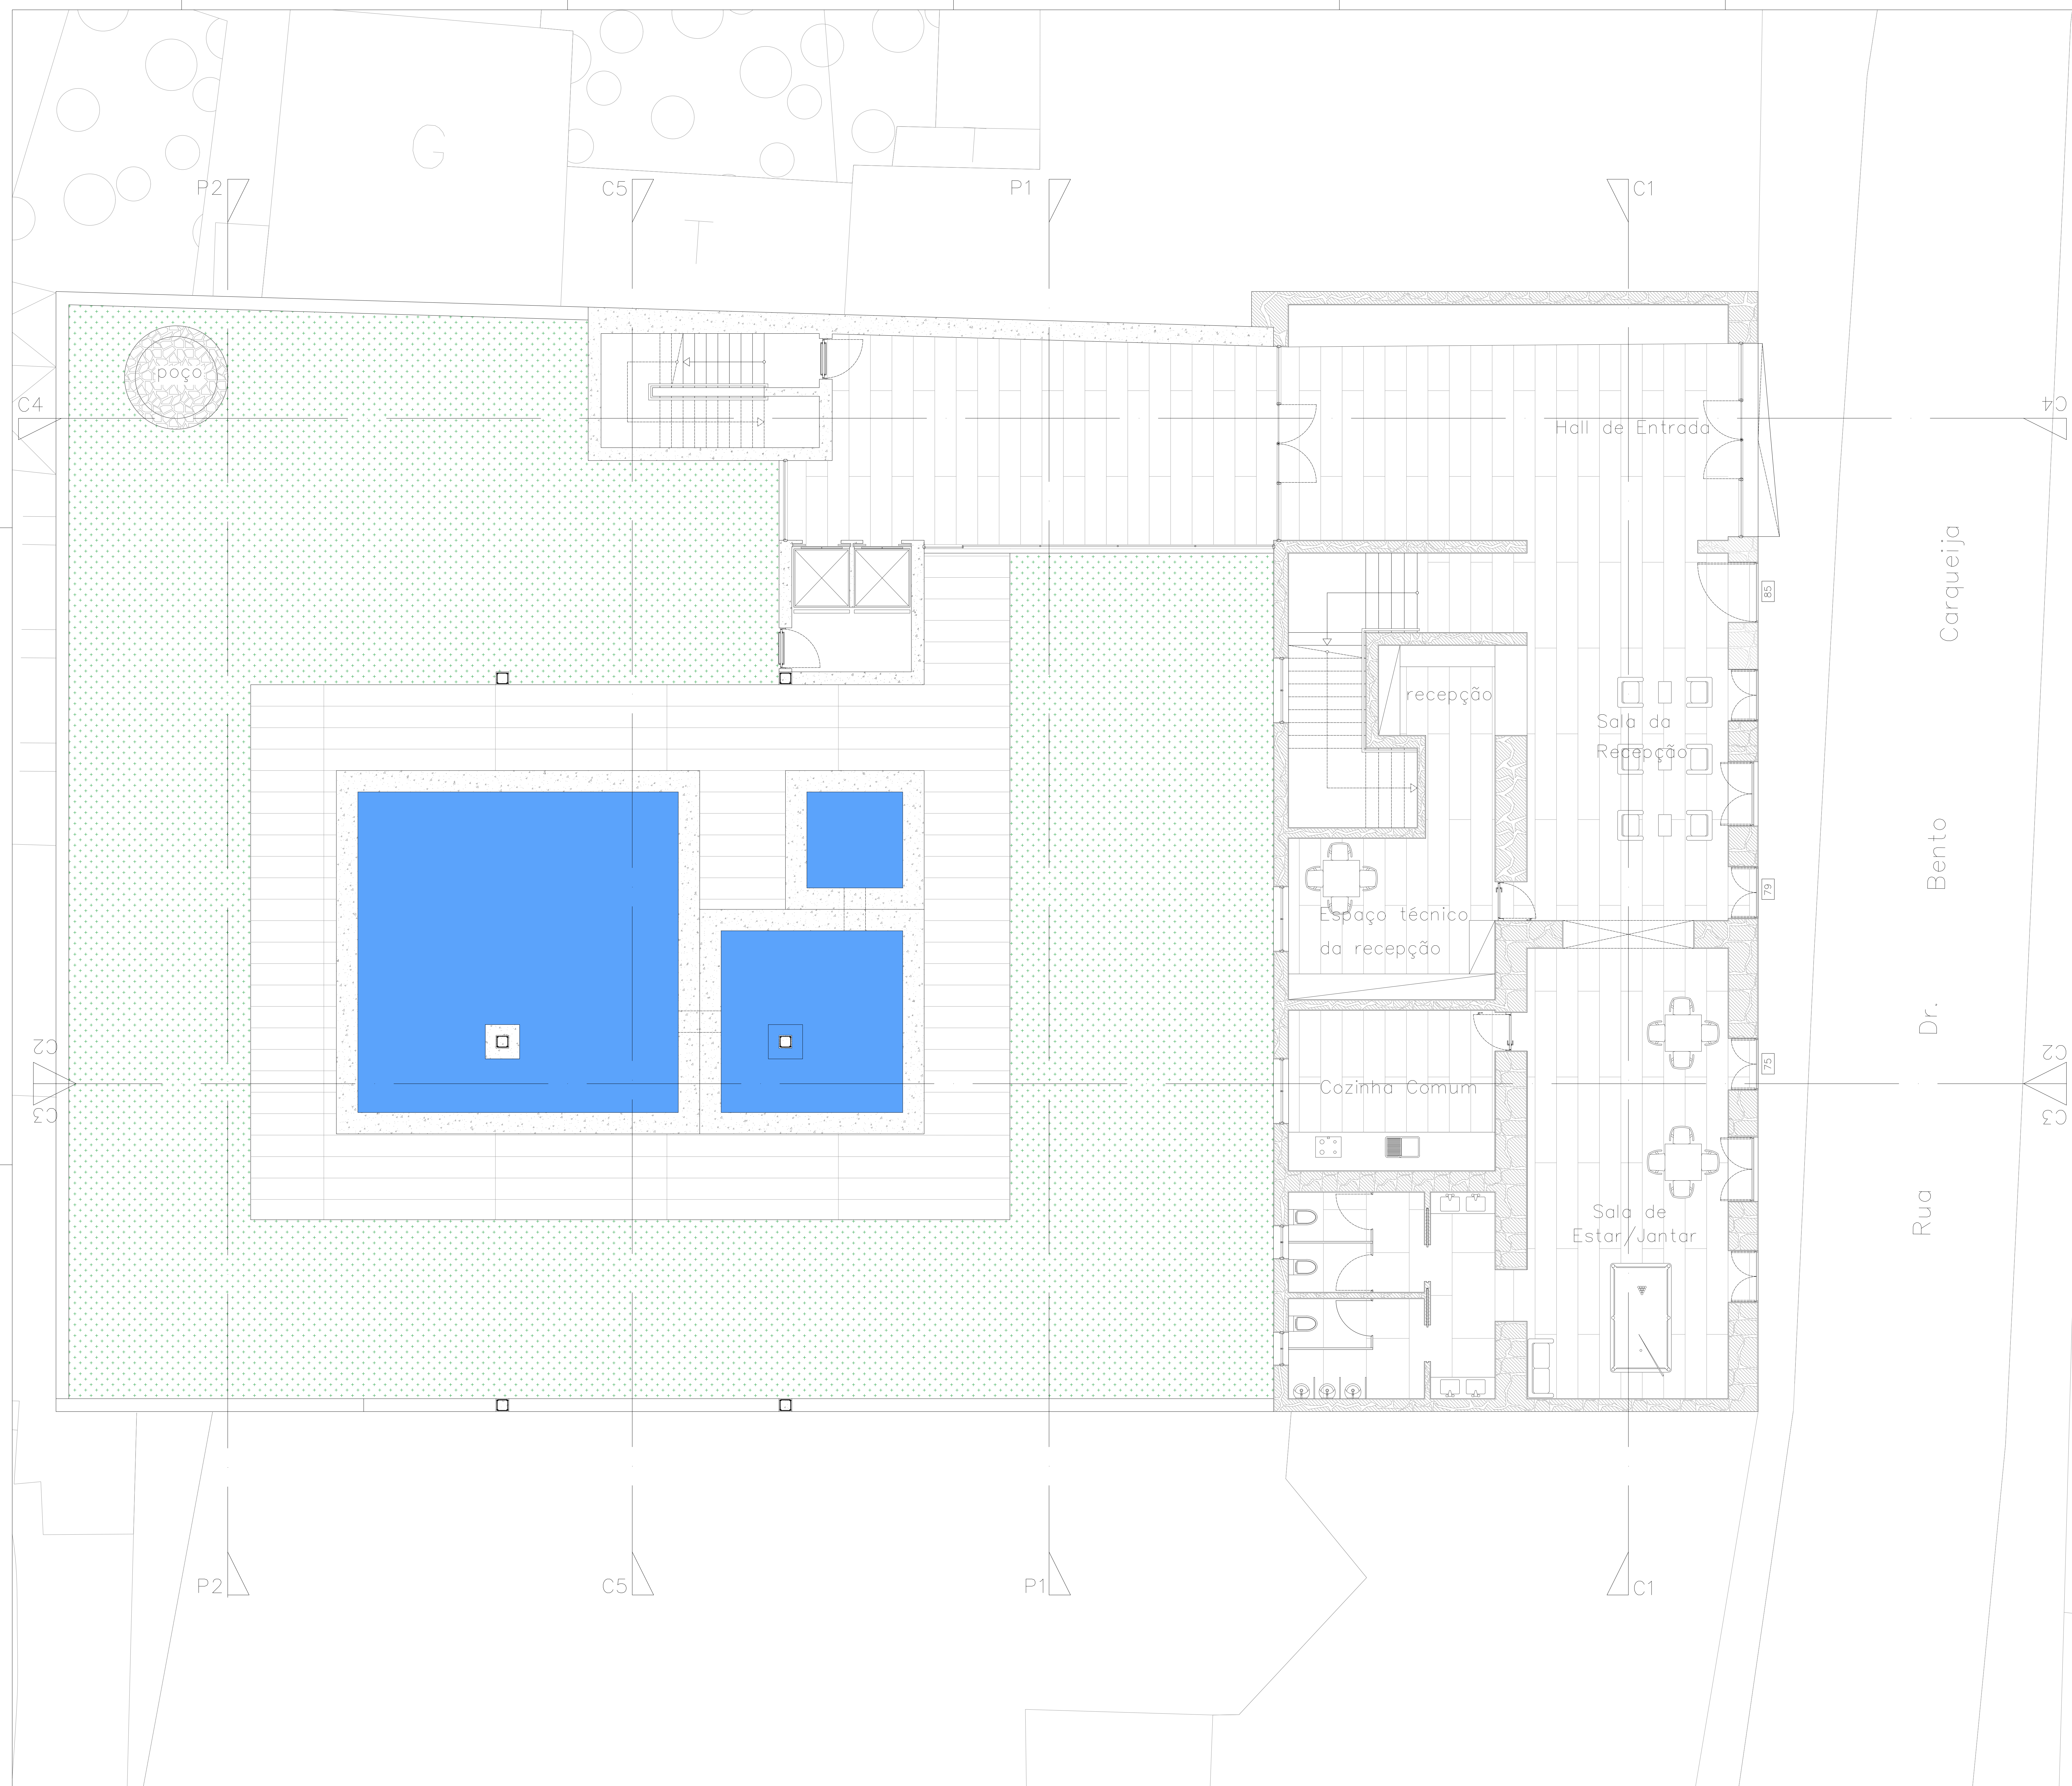 G
P2
C5
P1
C1
poço
C4
C4
Hall de Entrada
85
recepção
Sala da
Recepção
79
Espaço técnico
da recepção
C2
C3
75
C2
C3
Cozinha Comum
Sala de
Estar/Jantar
Rua Dr. Bento Carqueija
P2
C5
P1
C1